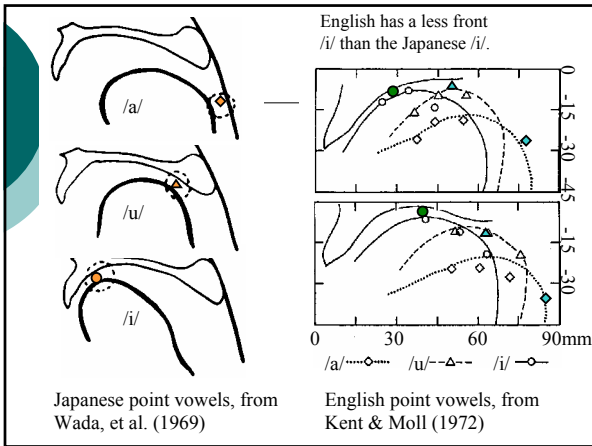 /a/
/u/
/i/
Japanese point vowels, from
Wada, et al. (1969)
English has a less front
/i/ than the Japanese /i/.
0
-15
-30
-45
-15
-30
0 30 60 90mm
/a/ /u/ /i/
English point vowels, from
Kent & Moll (1972)